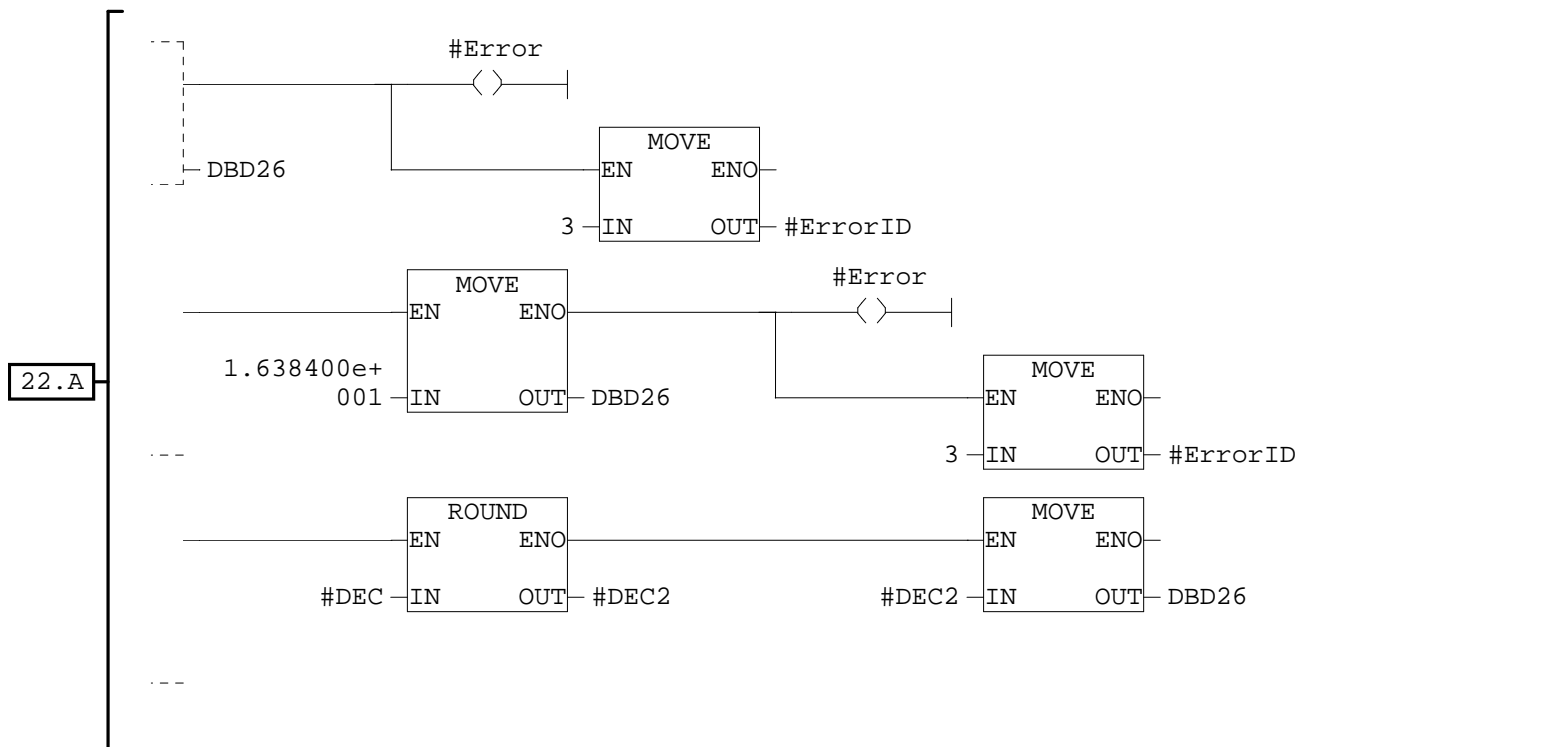 #Error
MOVE
DBD26
EN ENO
3 IN OUT #ErrorID
MOVE
#Error
EN ENO
1.638400e+
22.A
MOVE
001 IN OUT DBD26
EN ENO
3 IN OUT #ErrorID
ROUND
MOVE
EN ENO
EN ENO
#DEC IN OUT #DEC2
#DEC2 IN OUT DBD26